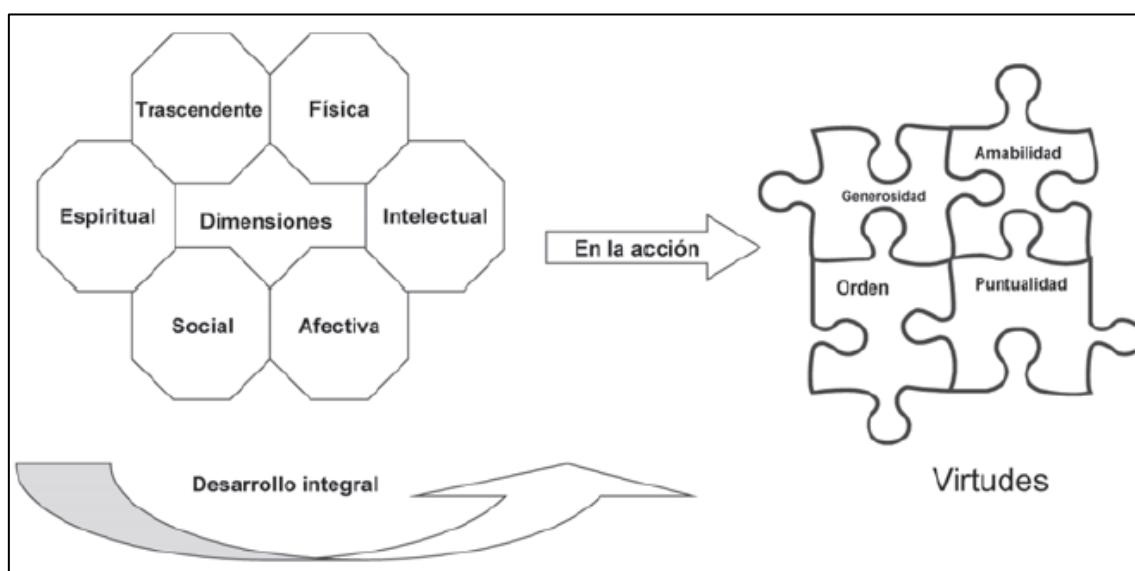 Trascendente
Física
Espiritual
Dimensiones
Intelectual
Social
Afectiva
En la acción
Amabilidad
Generosidad
Orden
Puntualidad
Desarrollo integral
Virtudes